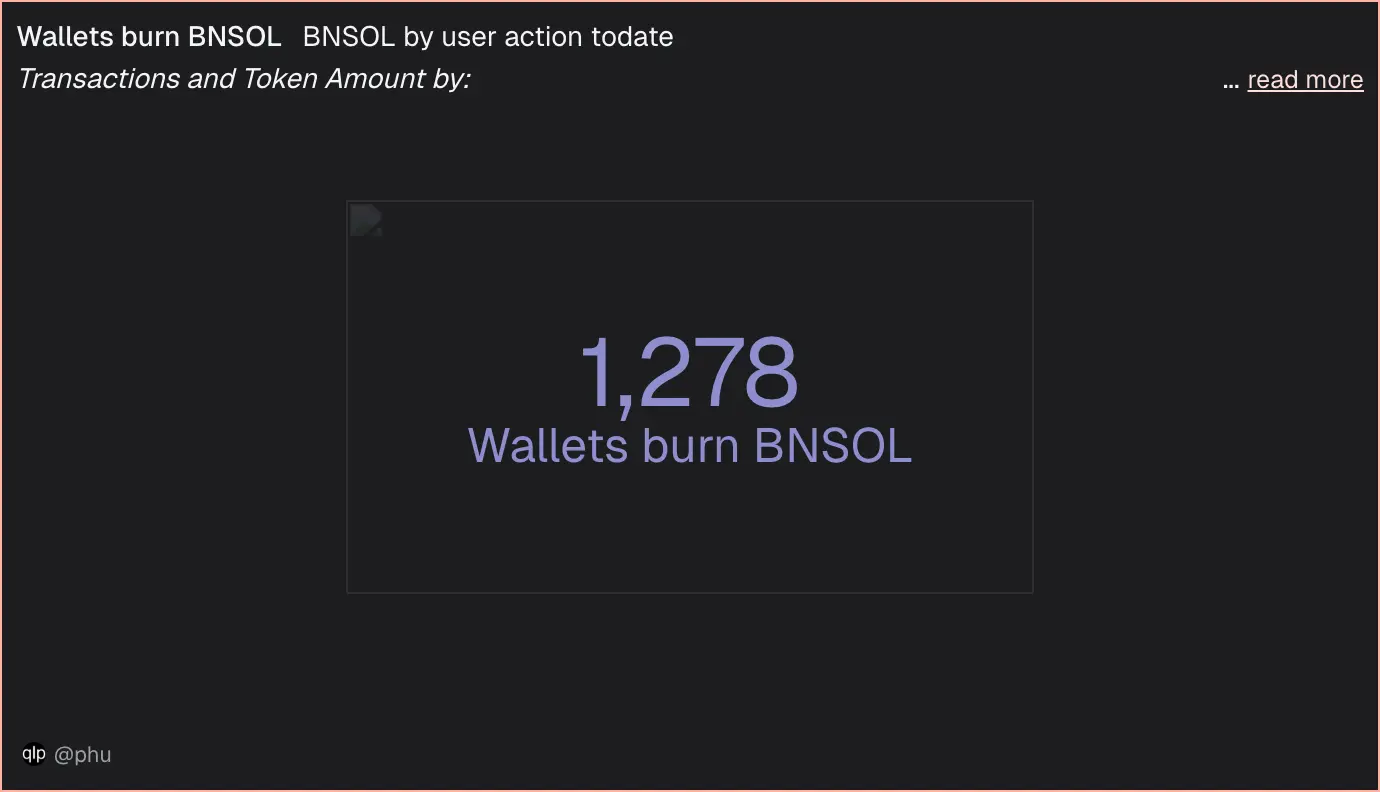 Wallets burn BNSOL BNSOL by user action todate
Transactions and Token Amount by:
... read more
1,278
Wallets burn BNSOL
qlp @phu